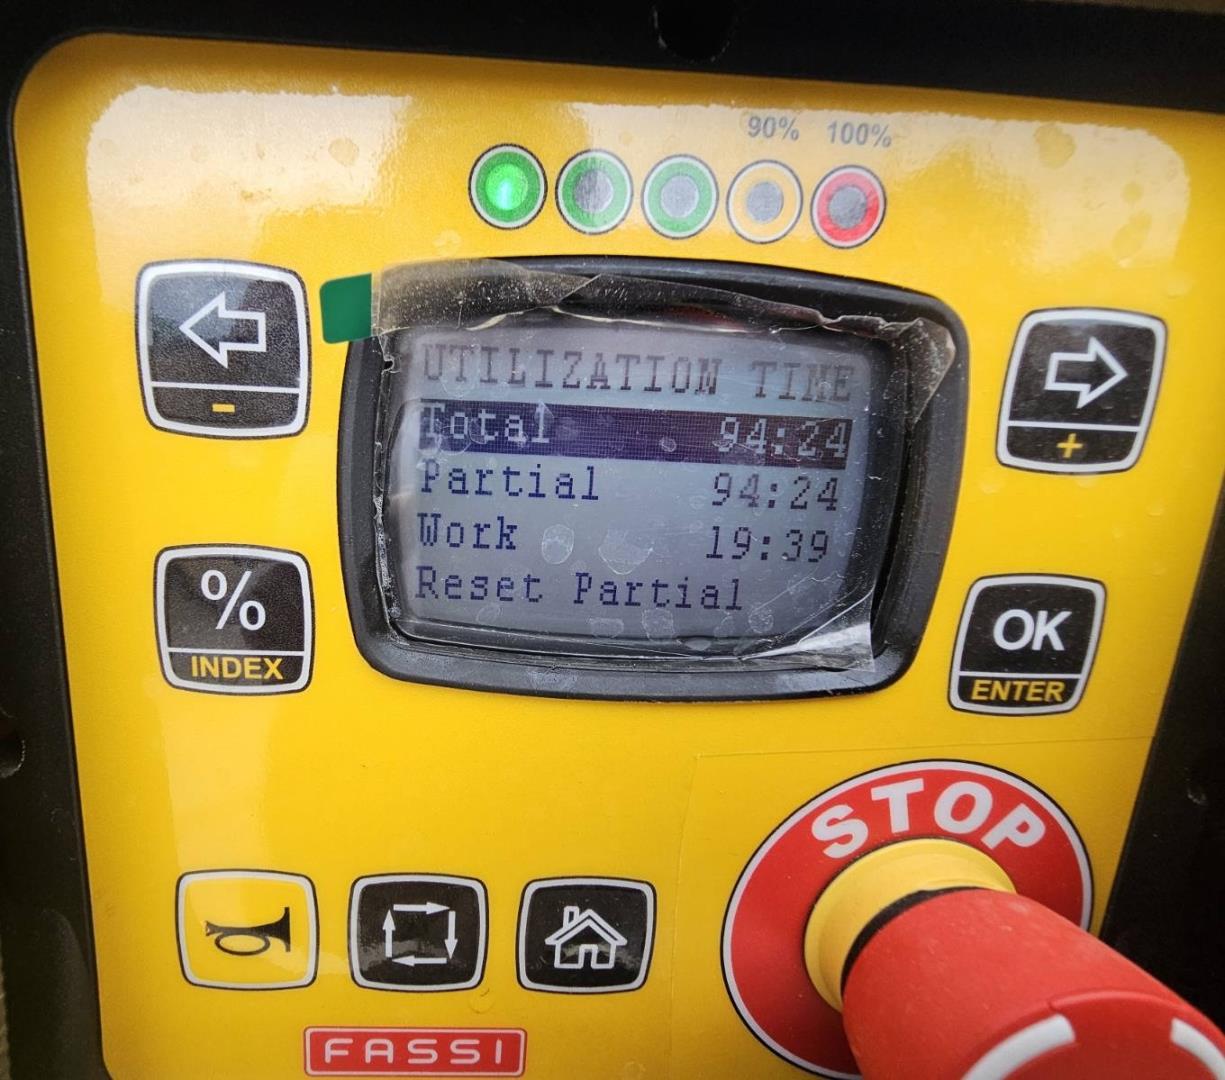 90% 100%
UTILIZATION TIME
Total 94:24
Partial 94:24
Work 19:39
Reset Partial
-
+
%
INDEX
OK
ENTER
STOP
FASSI